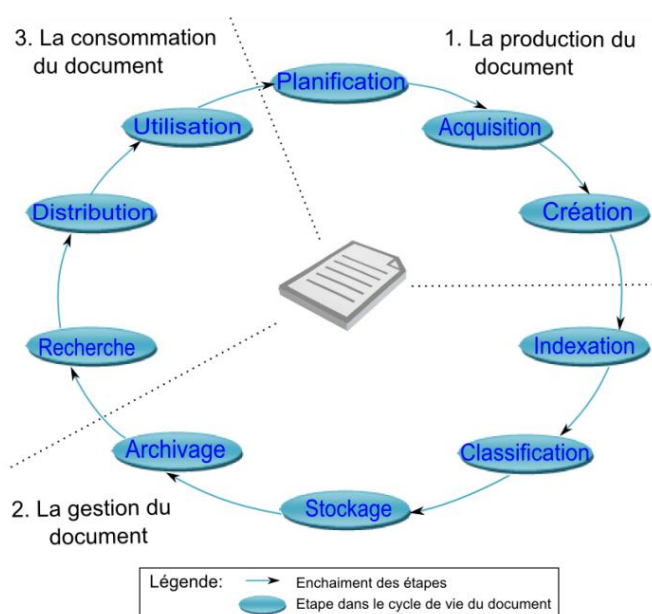 3. La consommation
du document
1. La production du
document
Planification
Acquisition
Création
Indexation
Classification
Stockage
Archivage
Recherche
Distribution
Utilisation
2. La gestion du
document
Légende:
Enchaiment des étapes
Etape dans le cycle de vie du document